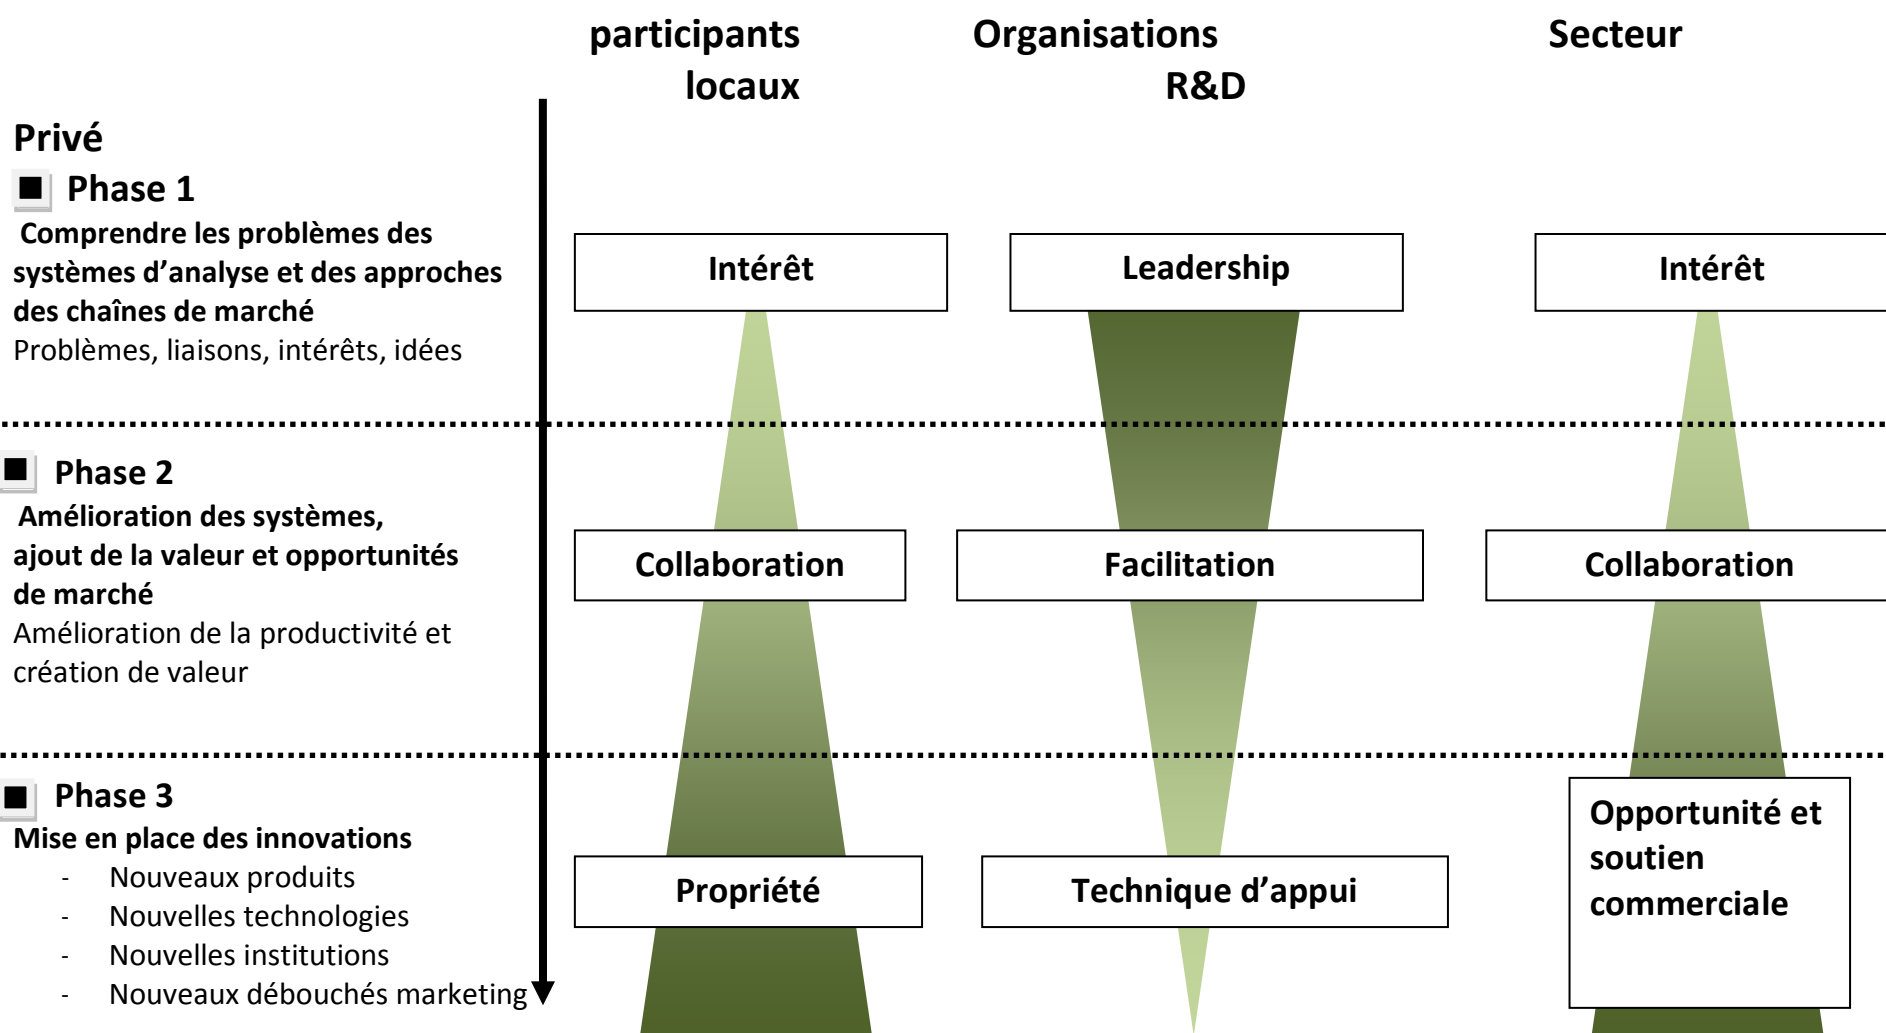 participants Organisations Secteur
locaux R&D
Privé
Phase 1
Comprendre les problèmes des
systèmes d’analyse et des approches
des chaînes de marché
Problèmes, liaisons, intérêts, idées
Intérêt Leadership Intérêt
Phase 2
Amélioration des systèmes,
ajout de la valeur et opportunités
de marché
Amélioration de la productivité et
création de valeur
Collaboration Facilitation Collaboration
Phase 3
Mise en place des innovations
- Nouveaux produits
- Nouvelles technologies
- Nouvelles institutions
- Nouveaux débouchés marketing
Propriété Technique d’appui
Opportunité et
soutien
commerciale